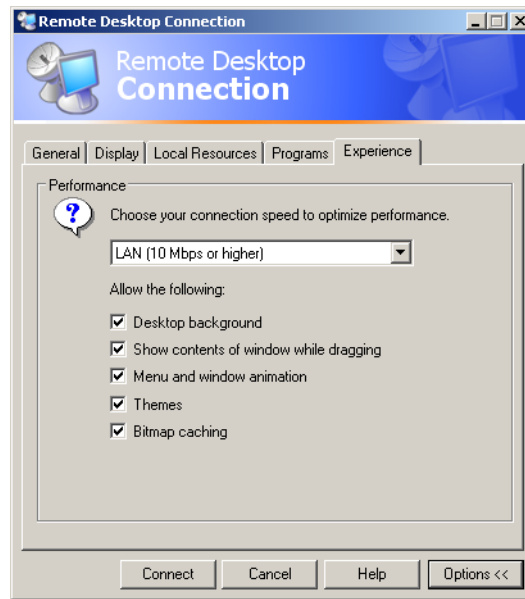 Remote Desktop Connection
Remote Desktop
Connection
General Display Local Resources Programs Experience
Performance
?
Choose your connection speed to optimize performance.
LAN (10 Mbps or higher)
Allow the following:
Desktop background
Show contents of window while dragging
Menu and window animation
Themes
Bitmap caching
Connect Cancel Help Options <<